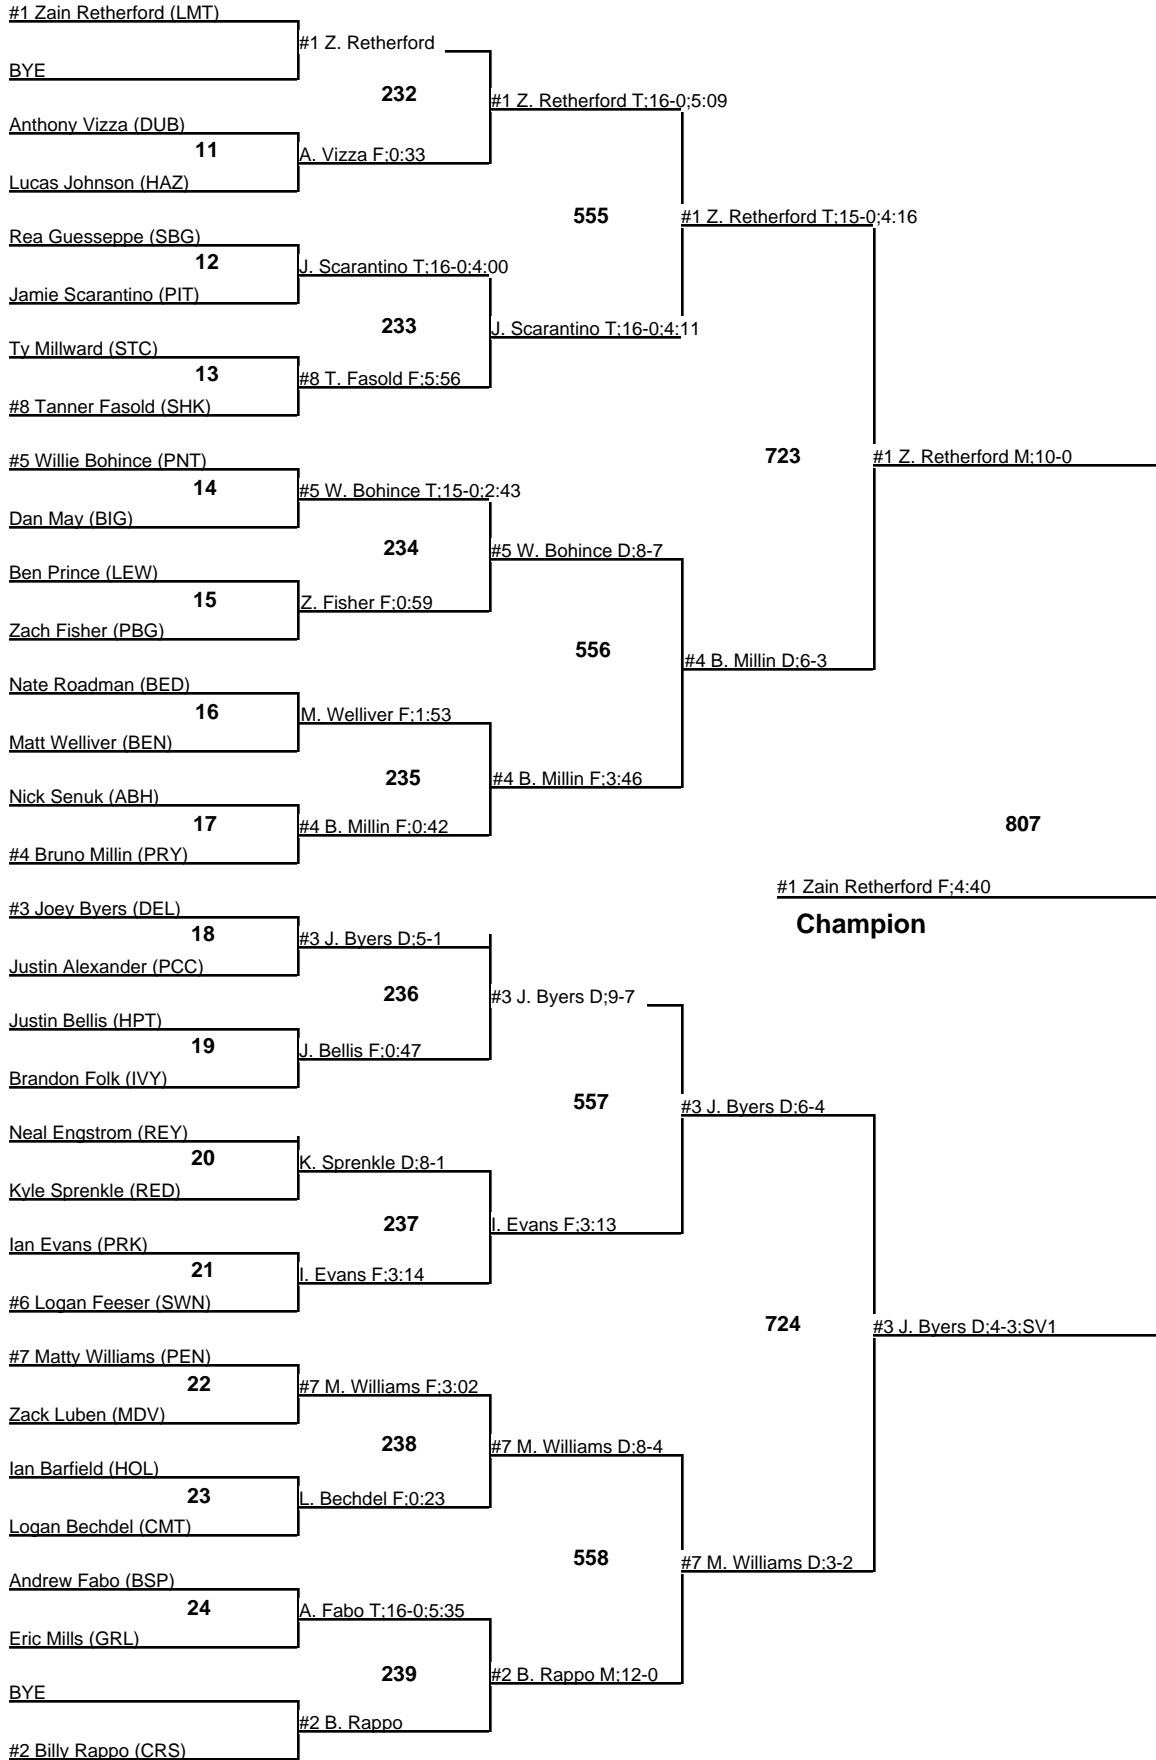 #1 Zain Retherford (LMT)
#1 Z. Retherford
BYE
232
#1 Z. Retherford T;16-0;5:09
Anthony Vizza (DUB)
11
A. Vizza F;0:33
Lucas Johnson (HAZ)
555
#1 Z. Retherford T;15-0;4:16
Rea Guesseppe (SBG)
12
J. Scarantino T;16-0;4:00
Jamie Scarantino (PIT)
233
J. Scarantino T;16-0;4:11
Ty Millward (STC)
13
#8 T. Fasold F;5:56
#8 Tanner Fasold (SHK)
723
#1 Z. Retherford M;10-0
#5 Willie Bohince (PNT)
14
#5 W. Bohince T;15-0;2:43
Dan May (BIG)
234
#5 W. Bohince D;8-7
Ben Prince (LEW)
15
Z. Fisher F;0:59
Zach Fisher (PBG)
556
#4 B. Millin D;6-3
Nate Roadman (BED)
16
M. Welliver F;1:53
Matt Welliver (BEN)
235
#4 B. Millin F;3:46
Nick Senuk (ABH)
17
#4 B. Millin F;0:42
#4 Bruno Millin (PRY)
807
#1 Zain Retherford F;4:40
Champion
#3 Joey Byers (DEL)
18
#3 J. Byers D;5-1
Justin Alexander (PCC)
236
#3 J. Byers D;9-7
Justin Bellis (HPT)
19
J. Bellis F;0:47
Brandon Folk (IVY)
557
#3 J. Byers D;6-4
Neal Engstrom (REY)
20
K. Sprenkle D;8-1
Kyle Sprenkle (RED)
237
I. Evans F;3:13
Ian Evans (PRK)
21
I. Evans F;3:14
#6 Logan Feeser (SWN)
724
#3 J. Byers D;4-3;SV1
#7 Matty Williams (PEN)
22
#7 M. Williams F;3:02
Zack Luben (MDV)
238
#7 M. Williams D;8-4
Ian Barfield (HOL)
23
L. Bechdel F;0:23
Logan Bechdel (CMT)
558
#7 M. Williams D;3-2
Andrew Fabo (BSP)
24
A. Fabo T;16-0;5:35
Eric Mills (GRL)
239
#2 B. Rappo M;12-0
BYE
#2 B. Rappo
#2 Billy Rappo (CRS)